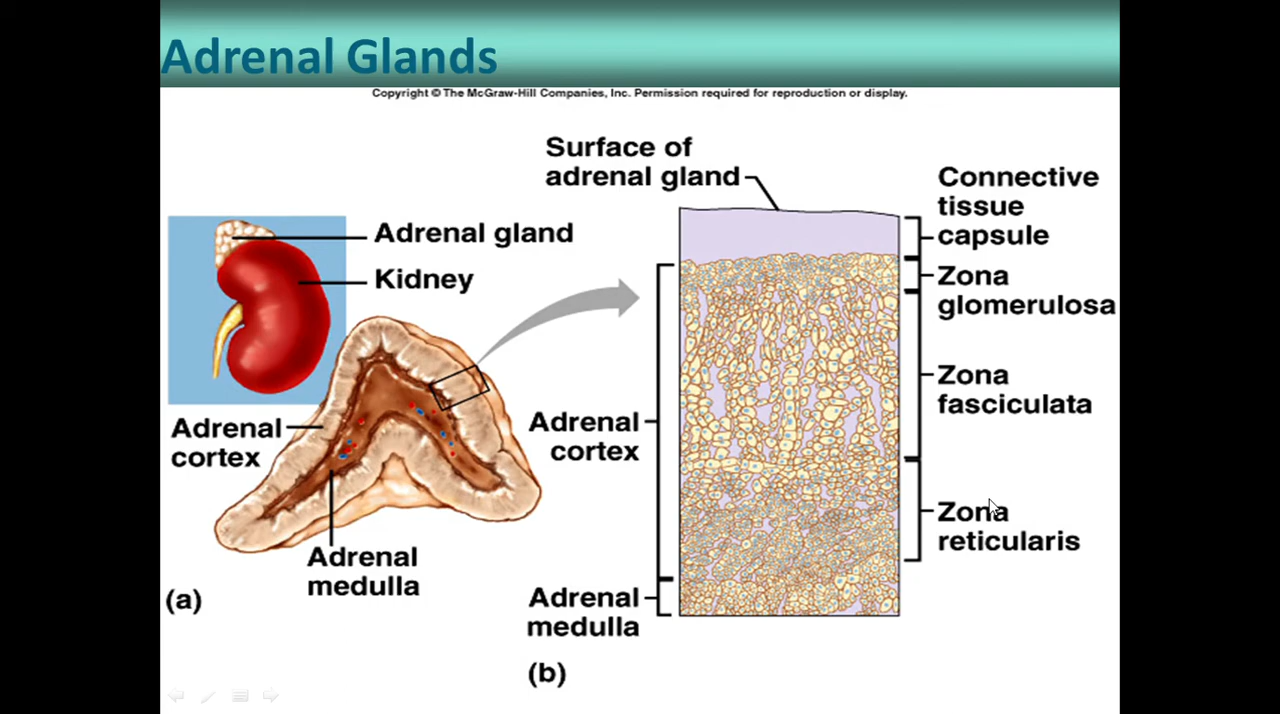 Adrenal Glands
Copyright © The McGraw-Hill Companies, Inc. Permission required for reproduction or display.
Adrenal gland
Kidney
Adrenal
cortex
Adrenal
medulla
(a)
Surface of
adrenal gland
Connective
tissue
capsule
Zona
glomerulosa
Zona
fasciculata
Zona
reticularis
Adrenal
cortex
Adrenal
medulla
(b)